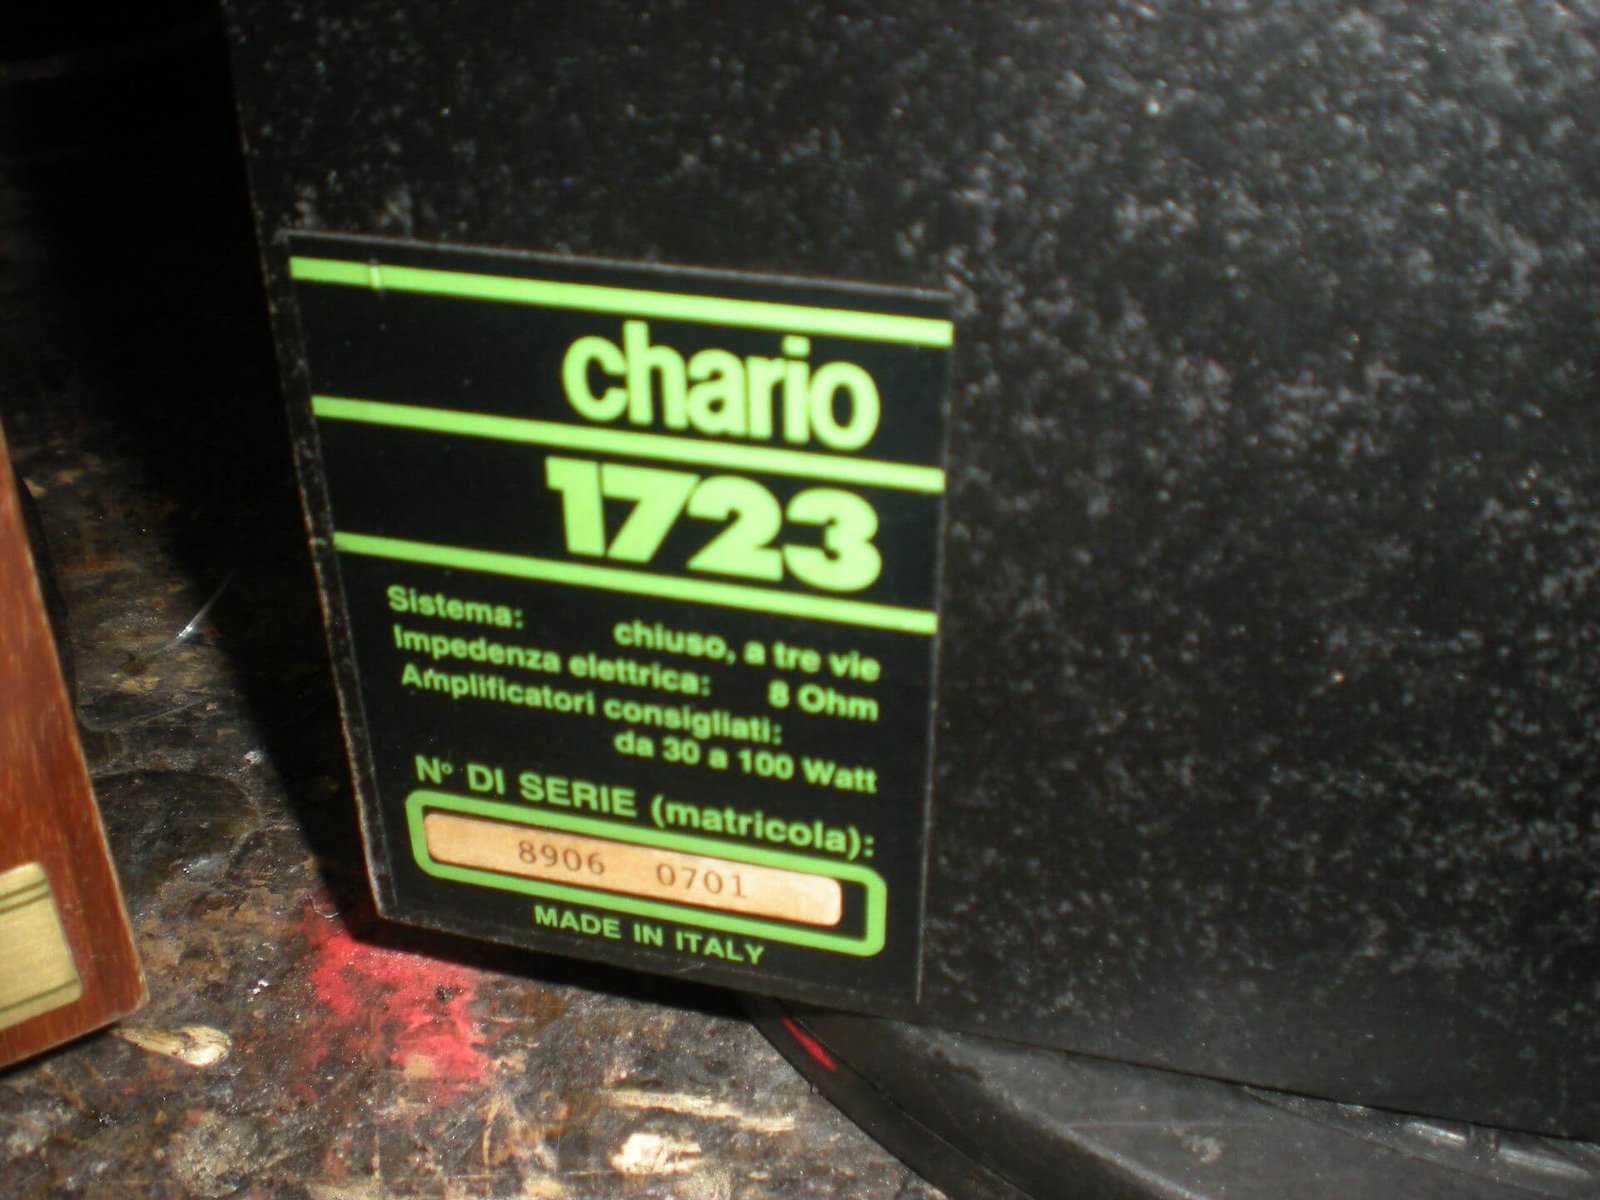 chario
1723
Sistema: chiuso, a tre vie
Impedenza elettrica: 8 Ohm
Amplificatori consigliati:
da 30 a 100 Watt
N° DI SERIE (matricola):
8906 0701
MADE IN ITALY